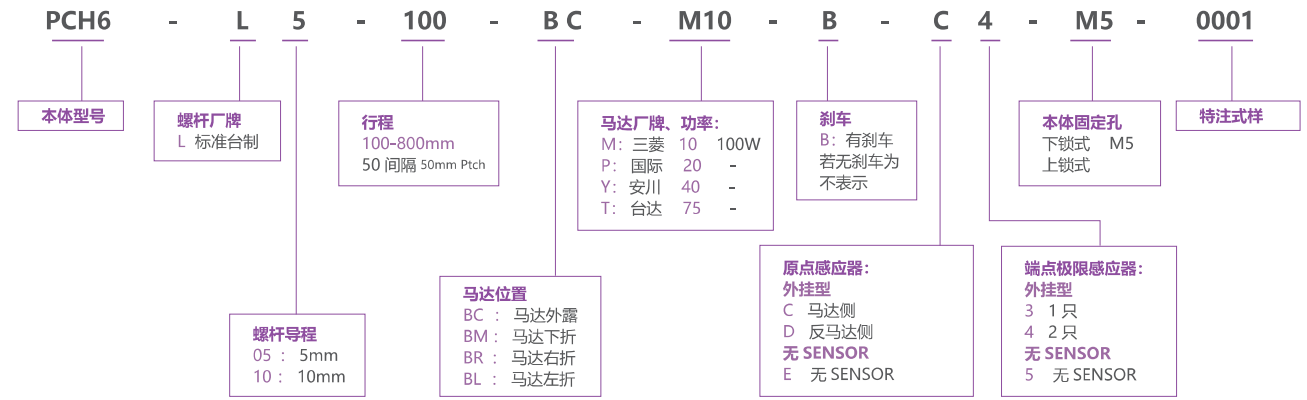 PCH6 - L 5 - 100 - B C - M10 - B - C 4 - M5 - 0001
本体型号
螺杆厂牌
L 标准台制
行程
100-800mm
50 间隔 50mm Ptch
马达厂牌、功率：
M： 三菱 10 100W
P： 国际 20 -
Y： 安川 40 -
T： 台达 75 -
刹车
B： 有刹车
若无刹车为
不表示
本体固定孔
下锁式 M5
上锁式
特注式样
螺杆导程
05 ： 5mm
10 ： 10mm
马达位置
BC ： 马达外露
BM ： 马达下折
BR ： 马达右折
BL ： 马达左折
原点感应器：
外挂型
C 马达侧
D 反马达侧
无 SENSOR
E 无 SENSOR
端点极限感应器：
外挂型
3 1 只
4 2 只
无 SENSOR
5 无 SENSOR